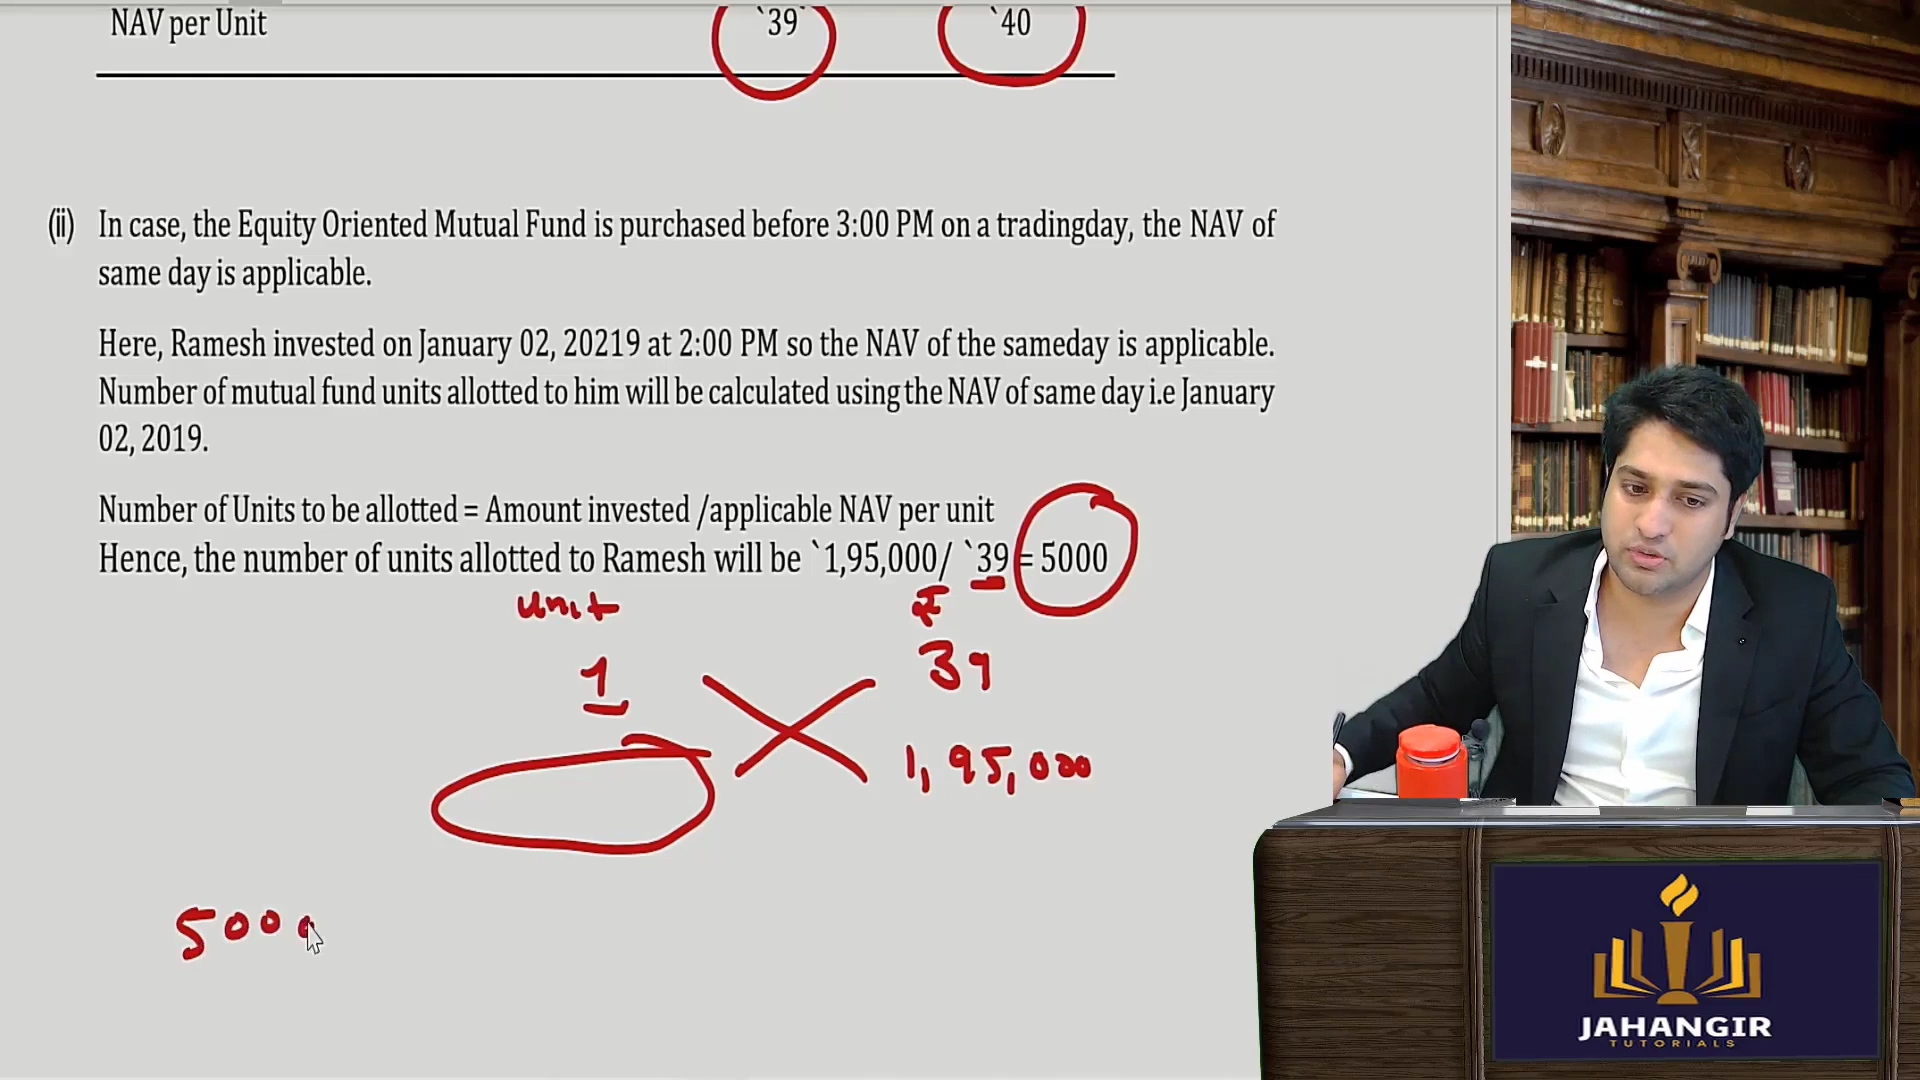 NAV per Unit `39` `40
(ii) In case, the Equity Oriented Mutual Fund is purchased before 3:00 PM on a tradingday, the NAV of
same day is applicable.
Here, Ramesh invested on January 02, 20219 at 2:00 PM so the NAV of the sameday is applicable.
Number of mutual fund units allotted to him will be calculated using the NAV of same day i.e January
02, 2019.
Number of Units to be allotted = Amount invested /applicable NAV per unit
Hence, the number of units allotted to Ramesh will be `1,95,000/ `39 = 5000
unit ₹
1 39
1,95,000
5000
JAHANGIR
TUTORIALS